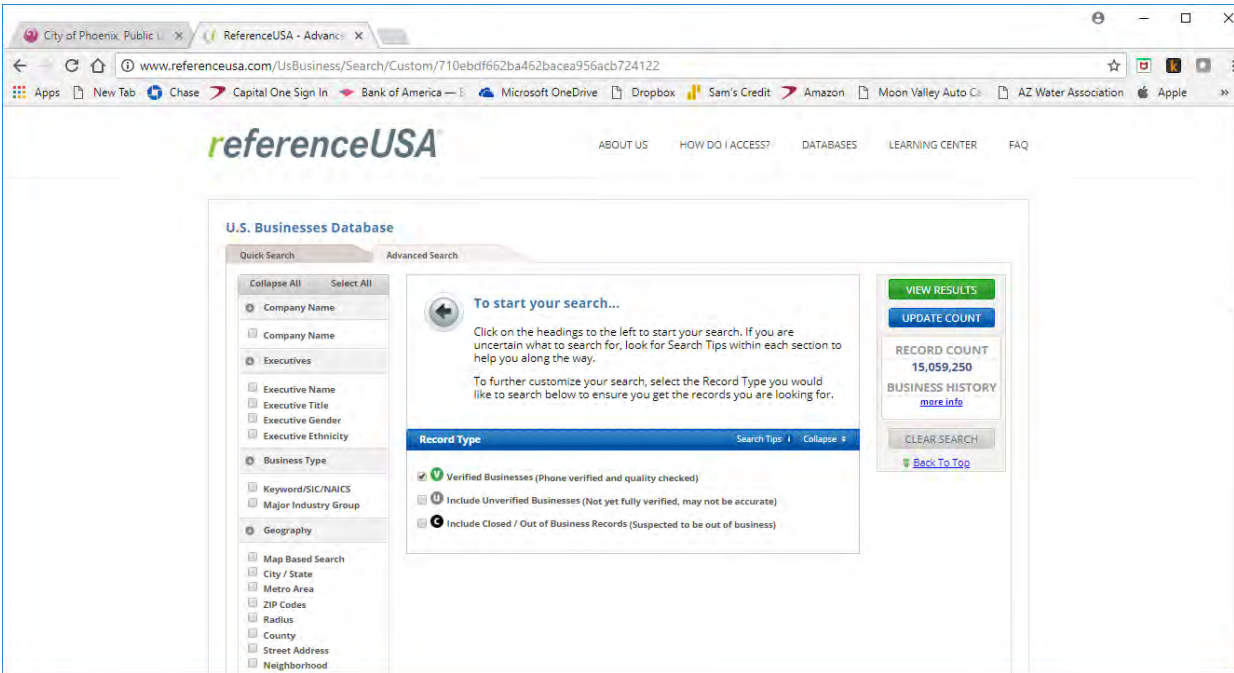 City of Phoenix, Public Li
ReferenceUSA - Advance
www.referenceusa.com/UsBusiness/Search/Custom/710ebdf662ba462bacea956acb724122
Apps New Tab Chase Capital One Sign In Bank of America — Microsoft OneDrive Dropbox Sam's Credit Amazon Moon Valley Auto AZ Water Association Apple »
referenceUSA
ABOUT US HOW DO I ACCESS? DATABASES LEARNING CENTER FAQ
U.S. Businesses Database
Quick Search Advanced Search
Collapse All Select All
Company Name
Company Name
Executives
Executive Name
Executive Title
Executive Gender
Executive Ethnicity
Business Type
Keyword/SIC/NAICS
Major Industry Group
Geography
Map Based Search
City / State
Metro Area
ZIP Codes
Radius
County
Street Address
Neighborhood
To start your search...
Click on the headings to the left to start your search. If you are
uncertain what to search for, look for Search Tips within each section to
help you along the way.
To further customize your search, select the Record Type you would
like to search below to ensure you get the records you are looking for.
Record Type Search Tips i Collapse
V Verified Businesses (Phone verified and quality checked)
U Include Unverified Businesses (Not yet fully verified, may not be accurate)
C Include Closed / Out of Business Records (Suspected to be out of business)
VIEW RESULTS
UPDATE COUNT
RECORD COUNT
15,059,250
BUSINESS HISTORY
more info
CLEAR SEARCH
Back To Top